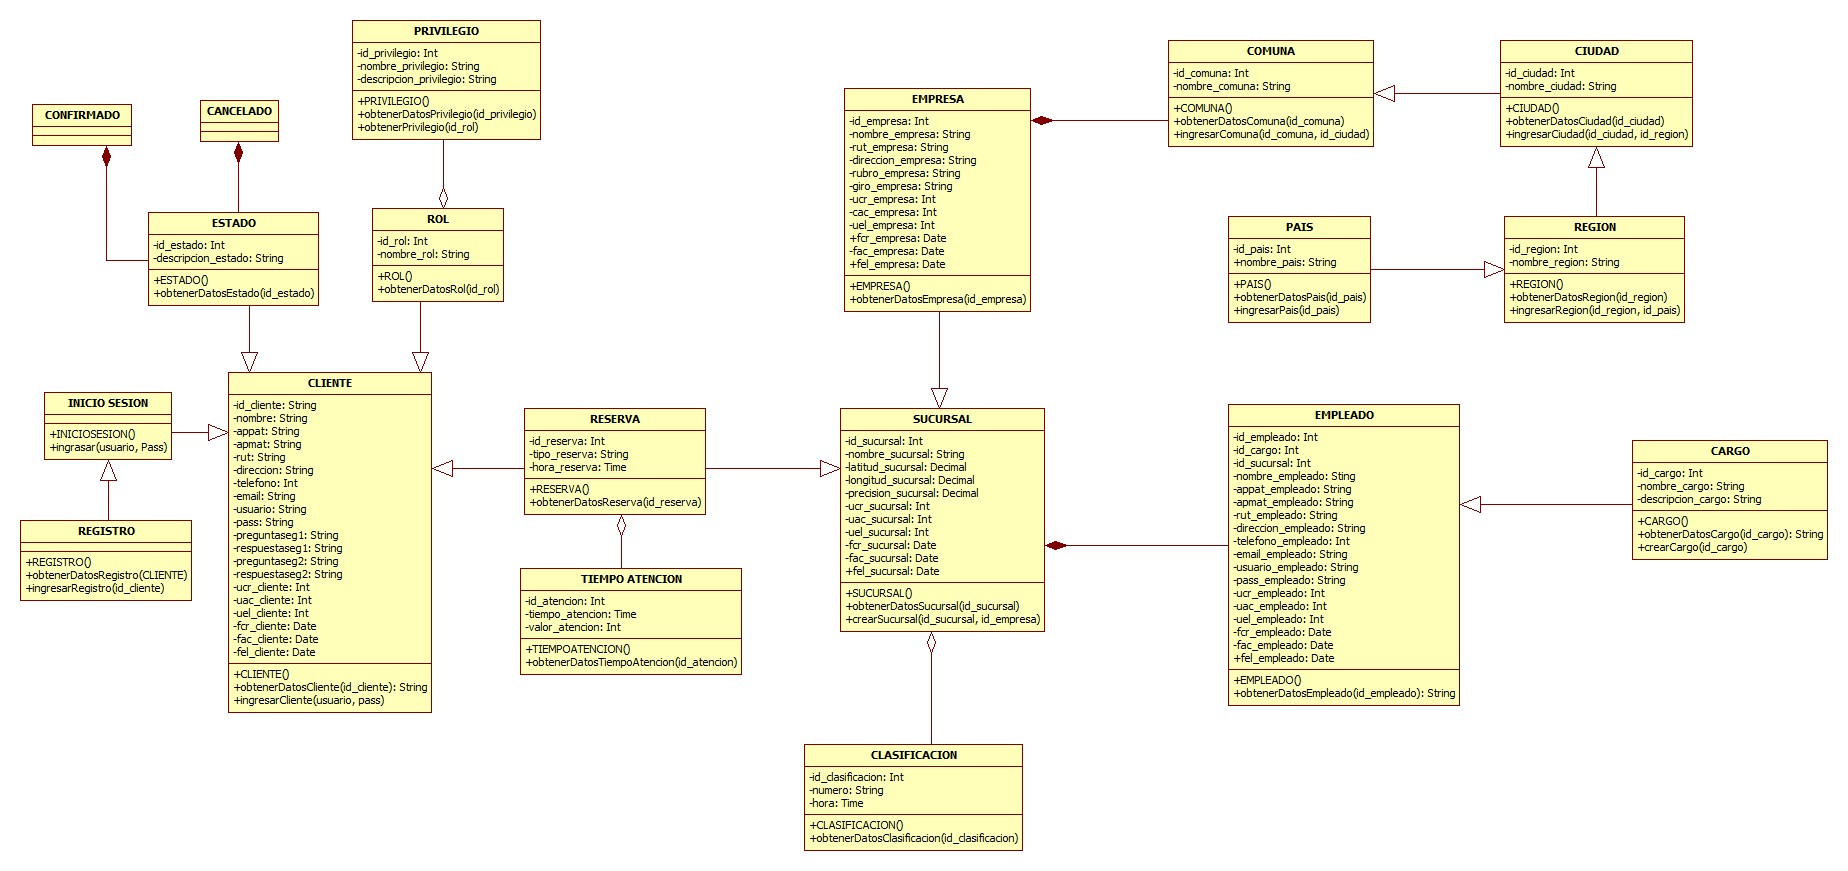 PRIVILEGIO
-id_privilegio: Int
-nombre_privilegio: String
-descripcion_privilegio: String
+PRIVILEGIO()
+obtenerDatosPrivilegio(id_privilegio)
+obtenerPrivilegio(id_rol)
COMUNA
-id_comuna: Int
-nombre_comuna: String
+COMUNA()
+obtenerDatosComuna(id_comuna)
+ingresarComuna(id_comuna, id_ciudad)
CIUDAD
-id_ciudad: Int
-nombre_ciudad: String
+CIUDAD()
+obtenerDatosCiudad(id_ciudad)
+ingresarCiudad(id_ciudad, id_region)
CONFIRMADO
CANCELADO
EMPRESA
-id_empresa: Int
-nombre_empresa: String
-rut_empresa: String
-direccion_empresa: String
-rubro_empresa: String
-giro_empresa: String
-ucr_empresa: Int
-cac_empresa: Int
-uel_empresa: Int
+fcr_empresa: Date
-fac_empresa: Date
+fel_empresa: Date
+EMPRESA()
+obtenerDatosEmpresa(id_empresa)
ESTADO
-id_estado: Int
-descripcion_estado: String
+ESTADO()
+obtenerDatosEstado(id_estado)
ROL
-id_rol: Int
-nombre_rol: String
+ROL()
+obtenerDatosRol(id_rol)
PAIS
-id_pais: Int
+nombre_pais: String
+PAIS()
+obtenerDatosPais(id_pais)
+ingresarPais(id_pais)
REGION
-id_region: Int
-nombre_region: String
+REGION()
+obtenerDatosRegion(id_region)
+ingresarRegion(id_region, id_pais)
INICIO SESION
+INICIOSESION()
+ingrasar(usuario, Pass)
REGISTRO
+REGISTRO()
+obtenerDatosRegistro(CLIENTE)
+ingresarRegistro(id_cliente)
CLIENTE
-id_cliente: String
-nombre: String
-appat: String
-apmat: String
-rut: String
-direccion: String
-telefono: Int
-email: String
-usuario: String
-pass: String
-preguntaseg1: String
-respuestaseg1: String
-preguntaseg2: String
-respuestaseg2: String
-ucr_cliente: Int
-uac_cliente: Int
-uel_cliente: Int
-fcr_cliente: Date
-fac_cliente: Date
-fel_cliente: Date
+CLIENTE()
+obtenerDatosCliente(id_cliente): String
+ingresarCliente(usuario, pass)
RESERVA
-id_reserva: Int
-tipo_reserva: String
-hora_reserva: Time
+RESERVA()
+obtenerDatosReserva(id_reserva)
TIEMPO ATENCION
-id_atencion: Int
-tiempo_atencion: Time
-valor_atencion: Int
+TIEMPOATENCION()
+obtenerDatosTiempoAtencion(id_atencion)
SUCURSAL
-id_sucursal: Int
-nombre_sucursal: String
-latitud_sucursal: Decimal
-longitud_sucursal: Decimal
-precision_sucursal: Decimal
-ucr_sucursal: Int
-uac_sucursal: Int
-uel_sucursal: Int
-fcr_sucursal: Date
-fac_sucursal: Date
+fel_sucursal: Date
+SUCURSAL()
+obtenerDatosSucursal(id_sucursal)
+crearSucursal(id_sucursal, id_empresa)
EMPLEADO
-id_empleado: Int
-id_cargo: Int
-id_sucursal: Int
-nombre_empleado: Stng
-appat_empleado: String
-apmat_empleado: String
-rut_empleado: String
-direccion_empleado: String
-telefono_empleado: Int
-email_empleado: String
-usuario_empleado: String
-pass_empleado: String
-ucr_empleado: Int
-uac_empleado: Int
-uel_empleado: Int
-fcr_empleado: Date
-fac_empleado: Date
+fel_empleado: Date
+EMPLEADO()
+obtenerDatosEmpleado(id_empleado): String
CARGO
-id_cargo: Int
-nombre_cargo: String
-descripcion_cargo: String
+CARGO()
+obtenerDatosCargo(id_cargo): String
+crearCargo(id_cargo)
CLASIFICACION
-id_clasificacion: Int
-numero: String
-hora: Time
+CLASIFICACION()
+obtenerDatosClasificacion(id_clasificacion)